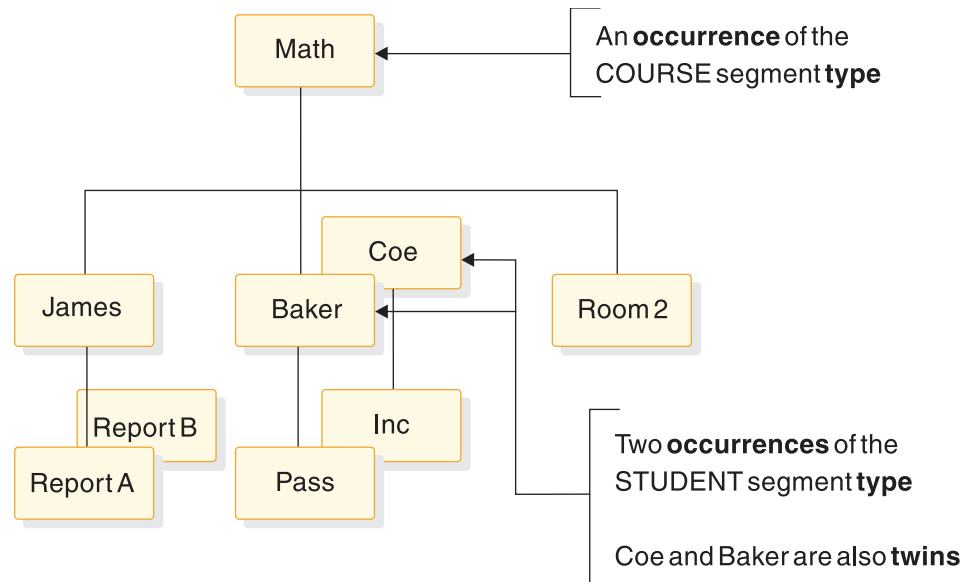 Math
An occurrence of the
COURSE segment type
Coe
James
Baker
Room 2
Report B
Inc
Report A
Pass
Two occurrences of the
STUDENT segment type
Coe and Baker are also twins